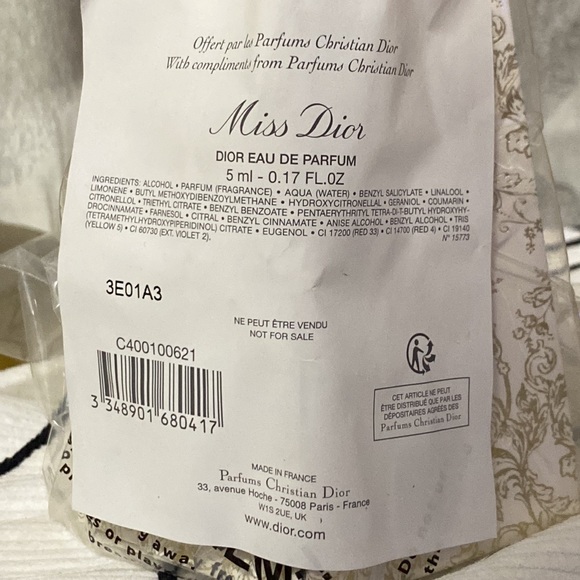 Offert par les Parfums Christian Dior
With compliments from Parfums Christian Dior
Miss Dior
DIOR EAU DE PARFUM
5 ml - 0.17 FL.OZ
INGREDIENTS: ALCOHOL • PARFUM (FRAGRANCE) • AQUA (WATER) • BENZYL SALICYLATE • LINALOOL •
LIMONENE • BUTYL METHOXYDIBENZOYLMETHANE • HYDROXYCITRONELLAL • GERANIOL • COUMARIN •
CITRONELLOL • ETHYL CITRATE • BENZYL BENZOATE • PENTAERYTHRITYL TETRA-DI-T-BUTYL HYDROXYHY-
DROCINNAMATE • FARNESOL • CITRAL • BENZYL CINNAMATE • ANISE ALCOHOL • BENZYL ALCOHOL • TRIS
(TETRAMETHYLHYDROXYPIPERIDINOL) CITRATE • EUGENOL • CI 17200 (RED 33) • CI 14700 (RED 4) • CI 19140
(YELLOW 5) • CI 60730 (EXT. VIOLET 2).
N° 15773
3E01A3
NE PEUT ÊTRE VENDU
NOT FOR SALE
C400100621
3 348901 680417
CET ARTICLE NE PEUT
ÊTRE DISTRIBUÉ QUE PAR LES
DÉPOSITAIRES AGRÉÉS DES
Parfums Christian Dior
MADE IN FRANCE
Parfums Christian Dior
33, avenue Hoche - 75008 Paris - France
W1S 2UE, UK
www.dior.com